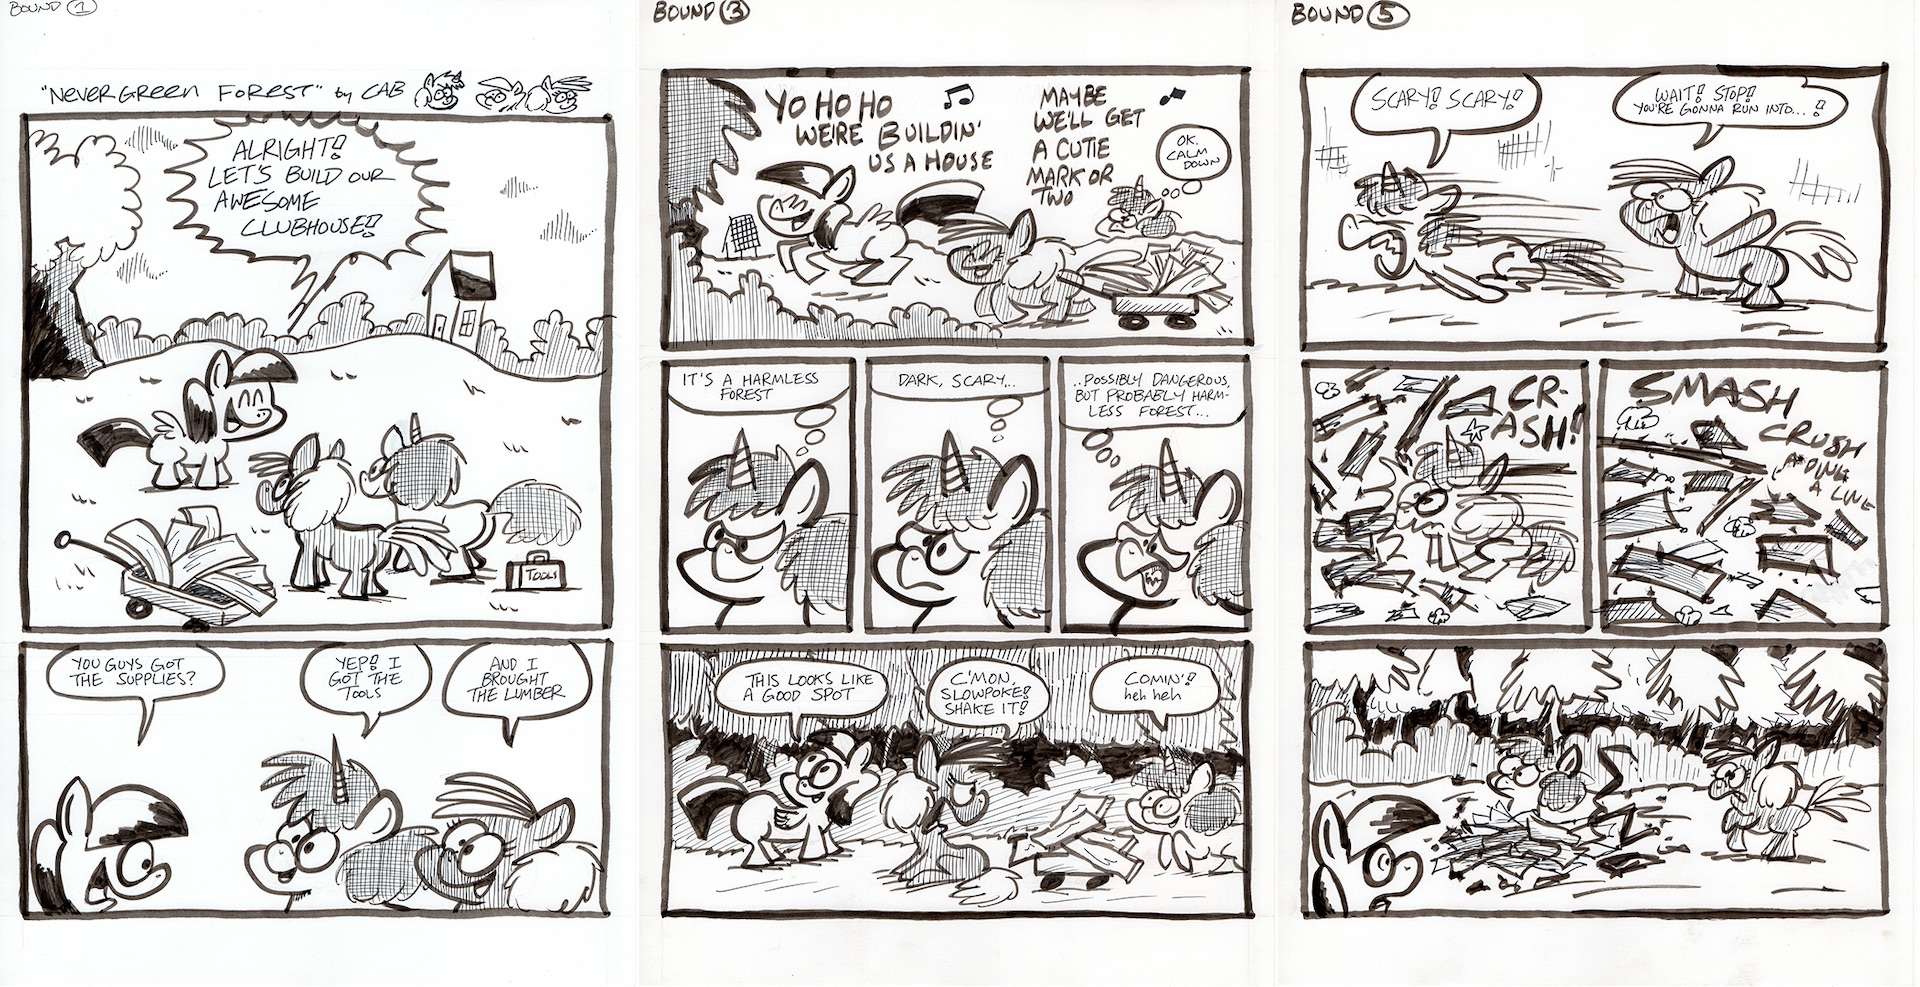 BOUND 1
"NEVERGREEN FOREST" by CAB
ALRIGHT!
LET'S BUILD OUR
AWESOME
CLUBHOUSE!!
TOOLS
YOU GUYS GOT
THE SUPPLIES?
YEP! I
GOT THE
TOOLS
AND I
BROUGHT
THE LUMBER
BOUND 3
YO HO HO
WE'RE BUILDIN'
US A HOUSE
MAYBE
WE'LL GET
A CUTIE
MARK OR
TWO
OK.
CALM
DOWN
IT'S A HARMLESS
FOREST
DARK, SCARY...
...POSSIBLY DANGEROUS,
BUT PROBABLY HARM-
LESS FOREST...
THIS LOOKS LIKE
A GOOD SPOT
C'MON,
SLOWPOKE!
SHAKE IT!
COMIN'!
heh heh
BOUND 5
SCARY! SCARY!
WAIT! STOP!
YOU'RE GONNA RUN INTO...!
CR-
ASH!
SMASH
CRUSH
A DINK
A LINK